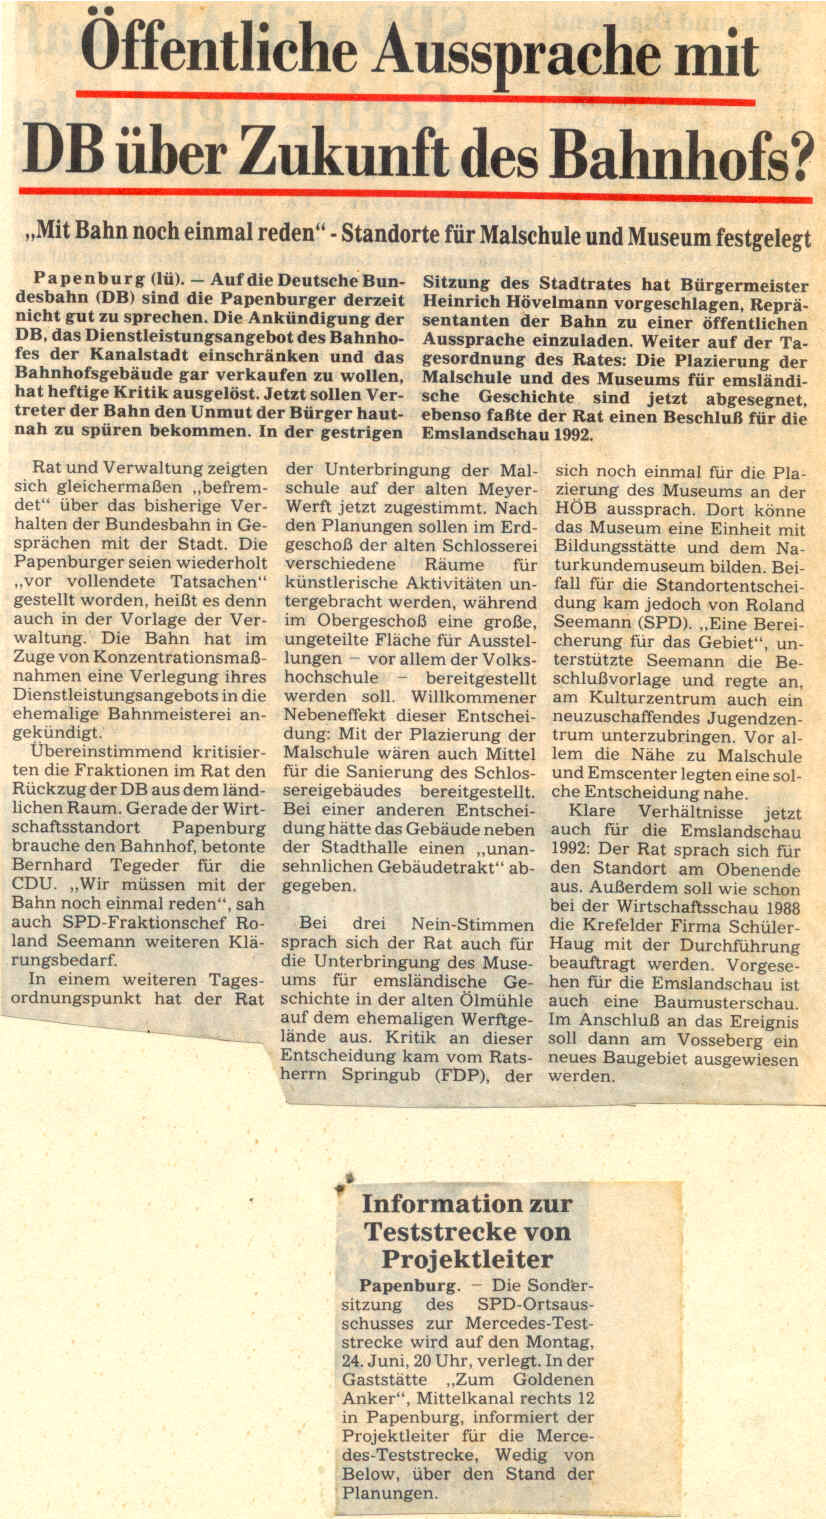 Öffentliche Aussprache mit
DB über Zukunft des Bahnhofs?
„Mit Bahn noch einmal reden“ - Standorte für Malschule und Museum festgelegt
Papenburg (lü). — Auf die Deutsche Bun-
desbahn (DB) sind die Papenburger derzeit
nicht gut zu sprechen. Die Ankündigung der
DB, das Dienstleistungsangebot des Bahnho-
fes der Kanalstadt einschränken und das
Bahnhofsgebäude gar verkaufen zu wollen,
hat heftige Kritik ausgelöst. Jetzt sollen Ver-
treter der Bahn den Unmut der Bürger haut-
nah zu spüren bekommen. In der gestrigen
Sitzung des Stadtrates hat Bürgermeister
Heinrich Hövelmann vorgeschlagen, Reprä-
sentanten der Bahn zu einer öffentlichen
Aussprache einzuladen. Weiter auf der Ta-
gesordnung des Rates: Die Plazierung der
Malschule und des Museums für emsländi-
sche Geschichte sind jetzt abgesegnet,
ebenso faßte der Rat einen Beschluß für die
Emslandschau 1992.
Rat und Verwaltung zeigten
sich gleichermaßen „befrem-
det“ über das bisherige Ver-
halten der Bundesbahn in Ge-
sprächen mit der Stadt. Die
Papenburger seien wiederholt
„vor vollendete Tatsachen“
gestellt worden, heißt es denn
auch in der Vorlage der Ver-
waltung. Die Bahn hat im
Zuge von Konzentrationsmaß-
nahmen eine Verlegung ihres
Dienstleistungsangebots in die
ehemalige Bahnmeisterei an-
gekündigt.
Übereinstimmend kritisier-
ten die Fraktionen im Rat den
Rückzug der DB aus dem länd-
lichen Raum. Gerade der Wirt-
schaftsstandort Papenburg
brauche den Bahnhof, betonte
Bernhard Tegeder für die
CDU. „Wir müssen mit der
Bahn noch einmal reden“, sah
auch SPD-Fraktionschef Ro-
land Seemann weiteren Klä-
rungsbedarf.
In einem weiteren Tages-
ordnungspunkt hat der Rat
der Unterbringung der Mal-
schule auf der alten Meyer-
Werft jetzt zugestimmt. Nach
den Planungen sollen im Erd-
geschoß der alten Schlosserei
verschiedene Räume für
künstlerische Aktivitäten un-
tergebracht werden, während
im Obergeschoß eine große,
ungeteilte Fläche für Ausstel-
lungen — vor allem der Volks-
hochschule — bereitgestellt
werden soll. Willkommener
Nebeneffekt dieser Entschei-
dung: Mit der Plazierung der
Malschule wären auch Mittel
für die Sanierung des Schlos-
sereigebäudes bereitgestellt.
Bei einer anderen Entschei-
dung hätte das Gebäude neben
der Stadthalle einen „unan-
sehnlichen Gebäudetrakt“ ab-
gegeben.
Bei drei Nein-Stimmen
sprach sich der Rat auch für
die Unterbringung des Muse-
ums für emsländische Ge-
schichte in der alten Ölmühle
auf dem ehemaligen Werftge-
lände aus. Kritik an dieser
Entscheidung kam vom Rats-
herrn Springub (FDP), der
sich noch einmal für die Pla-
zierung des Museums an der
HÖB aussprach. Dort könne
das Museum eine Einheit mit
Bildungsstätte und dem Na-
turkundemuseum bilden. Bei-
fall für die Standortentschei-
dung kam jedoch von Roland
Seemann (SPD). „Eine Berei-
cherung für das Gebiet“, un-
terstützte Seemann die Be-
schlußvorlage und regte an,
am Kulturzentrum auch ein
neuzuschaffendes Jugendzen-
trum unterzubringen. Vor al-
lem die Nähe zu Malschule
und Emscenter legten eine sol-
che Entscheidung nahe.
Klare Verhältnisse jetzt
auch für die Emslandschau
1992: Der Rat sprach sich für
den Standort am Obenende
aus. Außerdem soll wie schon
bei der Wirtschaftsschau 1988
die Krefelder Firma Schüler-
Haug mit der Durchführung
beauftragt werden. Vorgese-
hen für die Emslandschau ist
auch eine Baumusterschau.
Im Anschluß an das Ereignis
soll dann am Vosseberg ein
neues Baugebiet ausgewiesen
werden.
Information zur
Teststrecke von
Projektleiter
Papenburg. — Die Sonder-
sitzung des SPD-Ortsaus-
schusses zur Mercedes-Test-
strecke wird auf den Montag,
24. Juni, 20 Uhr, verlegt. In der
Gaststätte „Zum Goldenen
Anker“, Mittelkanal rechts 12
in Papenburg, informiert der
Projektleiter für die Merce-
des-Teststrecke, Wedig von
Below, über den Stand der
Planungen.